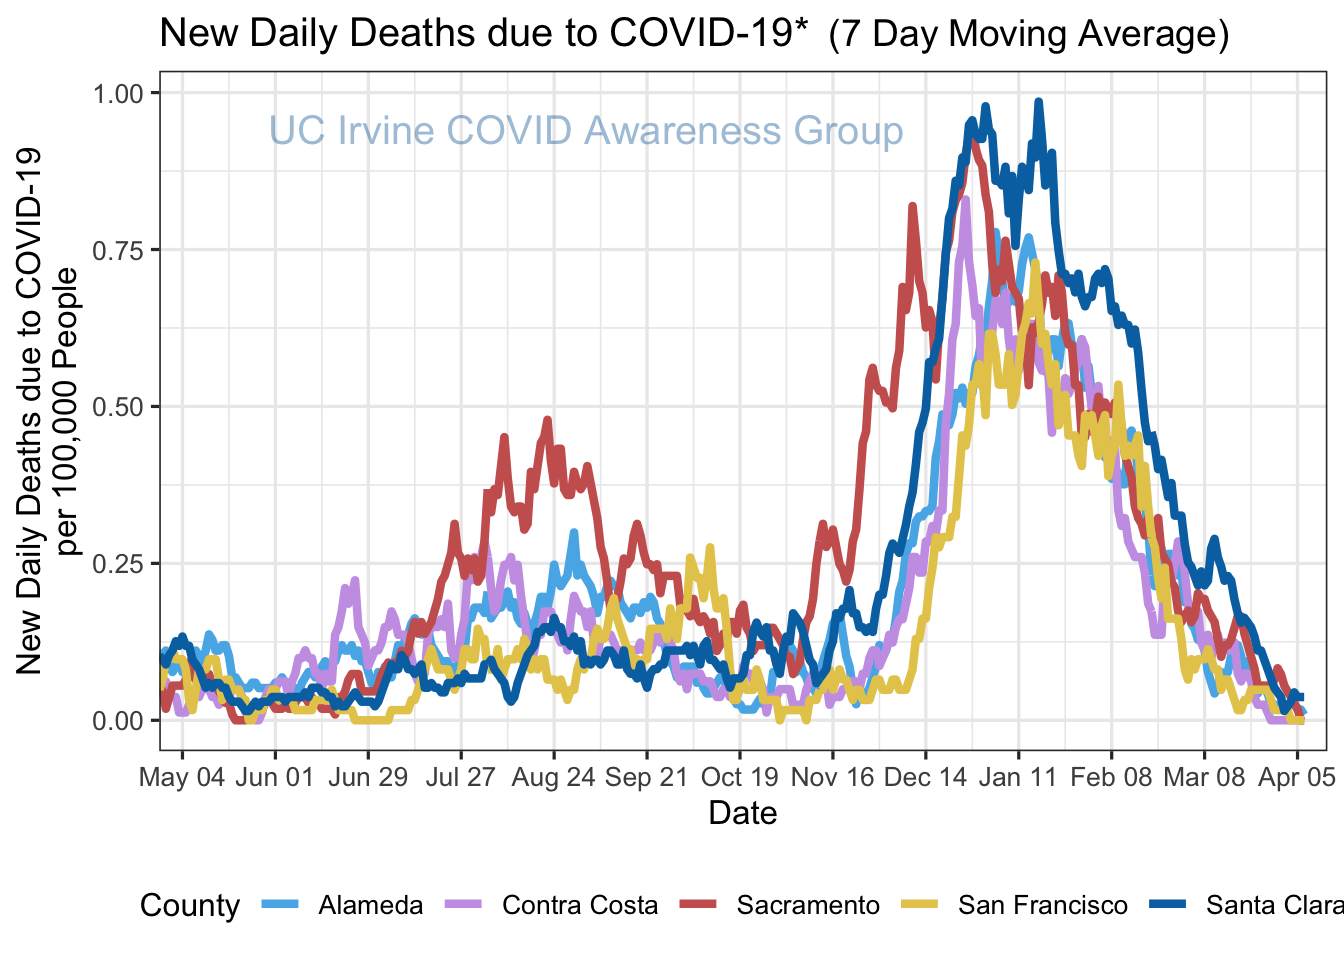 New Daily Deaths due to COVID-19* (7 Day Moving Average)
UC Irvine COVID Awareness Group
New Daily Deaths due to COVID-19
per 100,000 People
1.00
0.75
0.50
0.25
0.00
May 04 Jun 01 Jun 29 Jul 27 Aug 24 Sep 21 Oct 19 Nov 16 Dec 14 Jan 11 Feb 08 Mar 08 Apr 05
Date
County Alameda Contra Costa Sacramento San Francisco Santa Clara